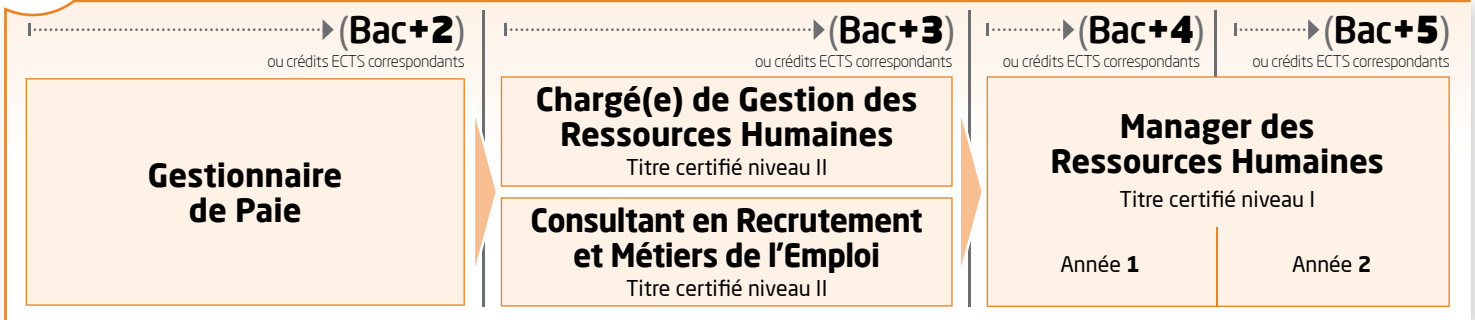 (Bac+2)
ou crédits ECTS correspondants
Gestionnaire
de Paie
(Bac+3)
ou crédits ECTS correspondants
Chargé(e) de Gestion des
Ressources Humaines
Titre certifié niveau II
Consultant en Recrutement
et Métiers de l’Emploi
Titre certifié niveau II
(Bac+4)
ou crédits ECTS correspondants
(Bac+5)
ou crédits ECTS correspondants
Manager des
Ressources Humaines
Titre certifié niveau I
Année 1
Année 2